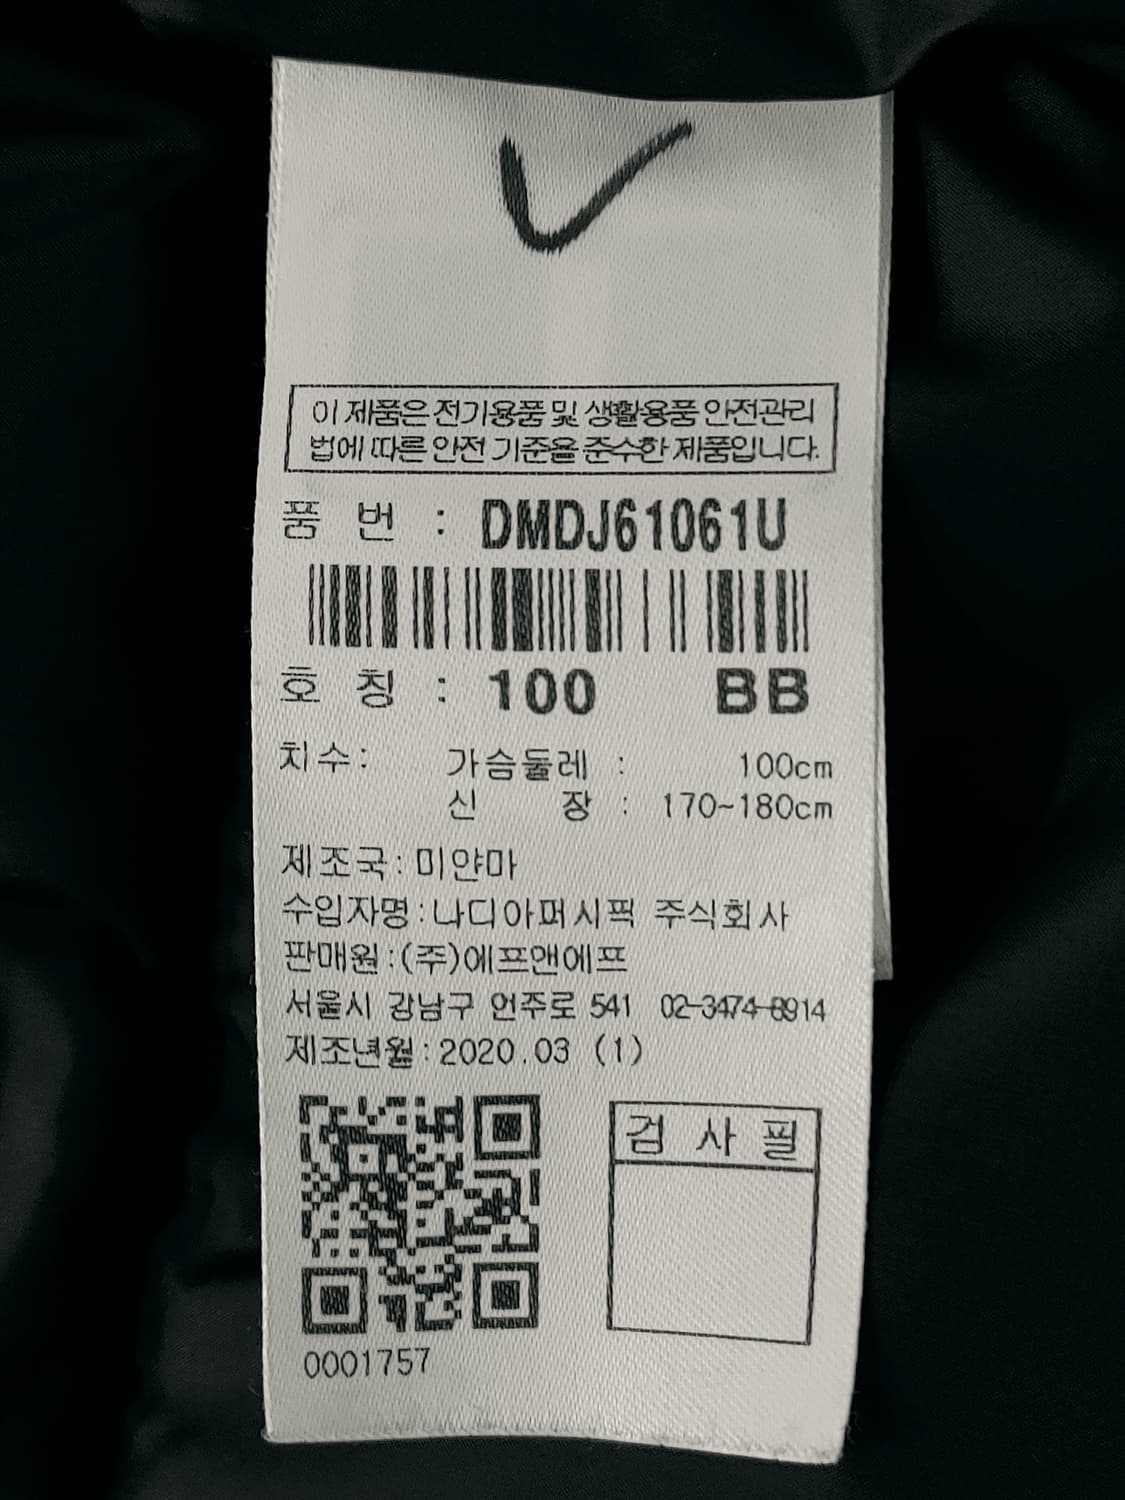 이 제품은 전기용품 및 생활용품 안전관리
법에 따른 안전 기준을 준수한 제품입니다.
품 번 : DMDJ61061U
호 칭 : 100 BB
치수: 가슴둘레 : 100cm
신 장 : 170~180cm
제조국:미얀마
수입자명:나디아퍼시픽 주식회사
판매원:(주)에프앤에프
서울시 강남구 언주로 541 02-3474-8914
제조년월:2020.03 (1)
검 사 필
0001757